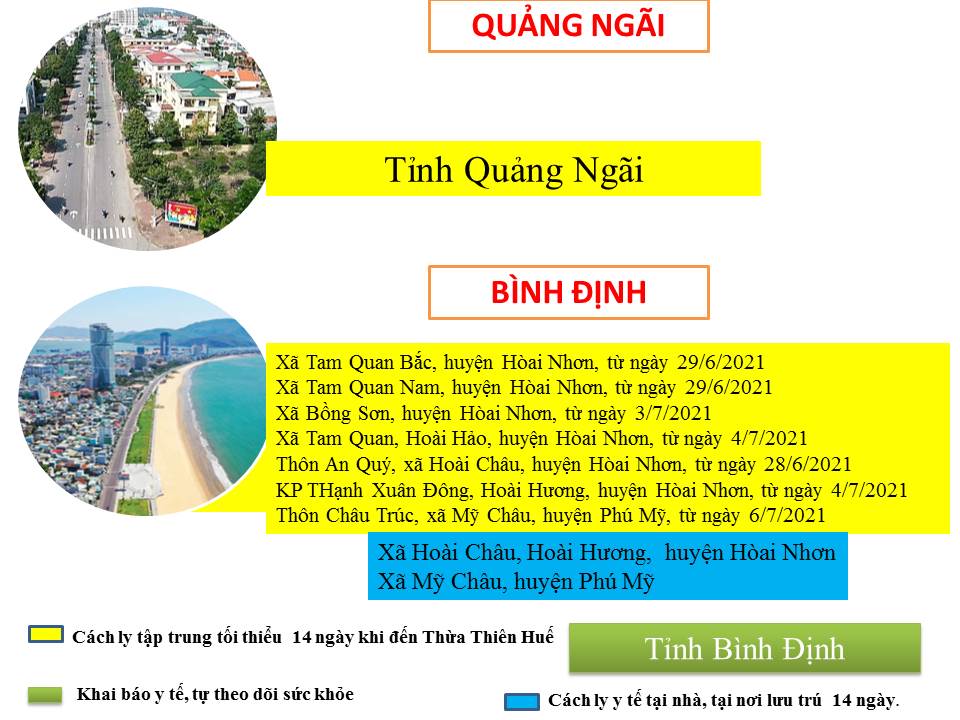 QUẢNG NGÃI
Tỉnh Quảng Ngãi
BÌNH ĐỊNH
Xã Tam Quan Bắc, huyện Hòai Nhơn, từ ngày 29/6/2021
Xã Tam Quan Nam, huyện Hòai Nhơn, từ ngày 29/6/2021
Xã Bồng Sơn, huyện Hòai Nhơn, từ ngày 3/7/2021
Xã Tam Quan, Hoài Hảo, huyện Hòai Nhơn, từ ngày 4/7/2021
Thôn An Quý, xã Hoài Châu, huyện Hòai Nhơn, từ ngày 28/6/2021
KP THạnh Xuân Đông, Hoài Hương, huyện Hòai Nhơn, từ ngày 4/7/2021
Thôn Châu Trúc, xã Mỹ Châu, huyện Phú Mỹ, từ ngày 6/7/2021
Xã Hoài Châu, Hoài Hương, huyện Hòai Nhơn
Xã Mỹ Châu, huyện Phú Mỹ
Cách ly tập trung tối thiểu 14 ngày khi đến Thừa Thiên Huế
Tỉnh Bình Định
Khai báo y tế, tự theo dõi sức khỏe
Cách ly y tế tại nhà, tại nơi lưu trú 14 ngày.